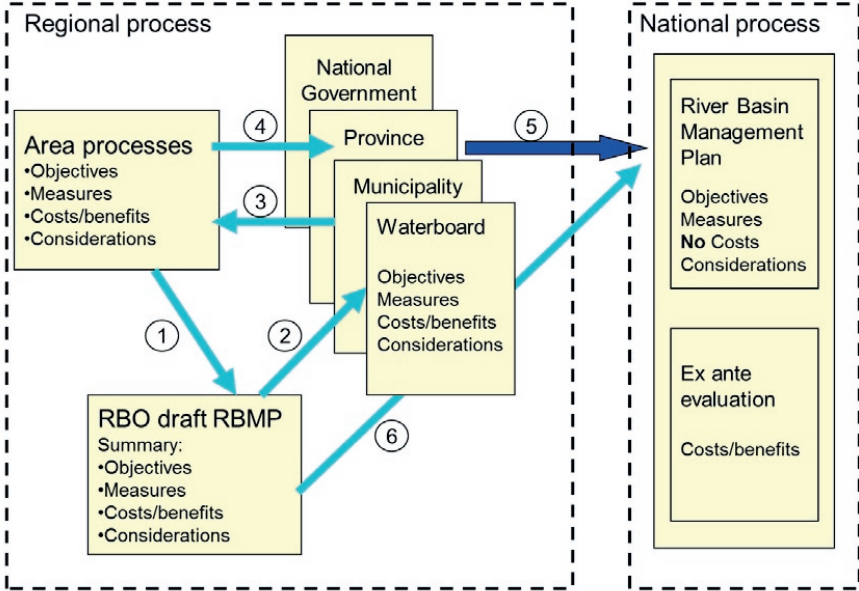 Regional process
National
Government
Province
Municipality
Waterboard
Objectives
Measures
Costs/benefits
Considerations
Area processes
•Objectives
•Measures
•Costs/benefits
•Considerations
4
3
1
2
5
6
RBO draft RBMP
Summary:
•Objectives
•Measures
•Costs/benefits
•Considerations
National process
River Basin
Management
Plan
Objectives
Measures
No Costs
Considerations
Ex ante
evaluation
Costs/benefits